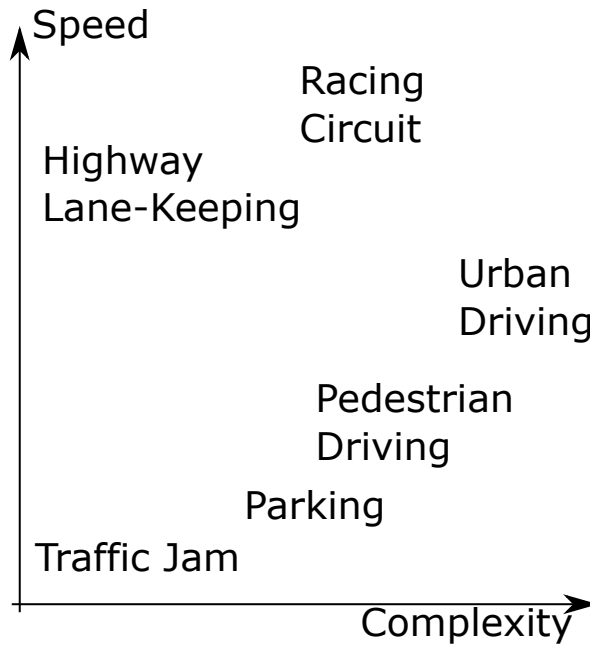 Speed
Racing
Circuit
Highway
Lane-Keeping
Urban
Driving
Pedestrian
Driving
Parking
Traffic Jam
Complexity